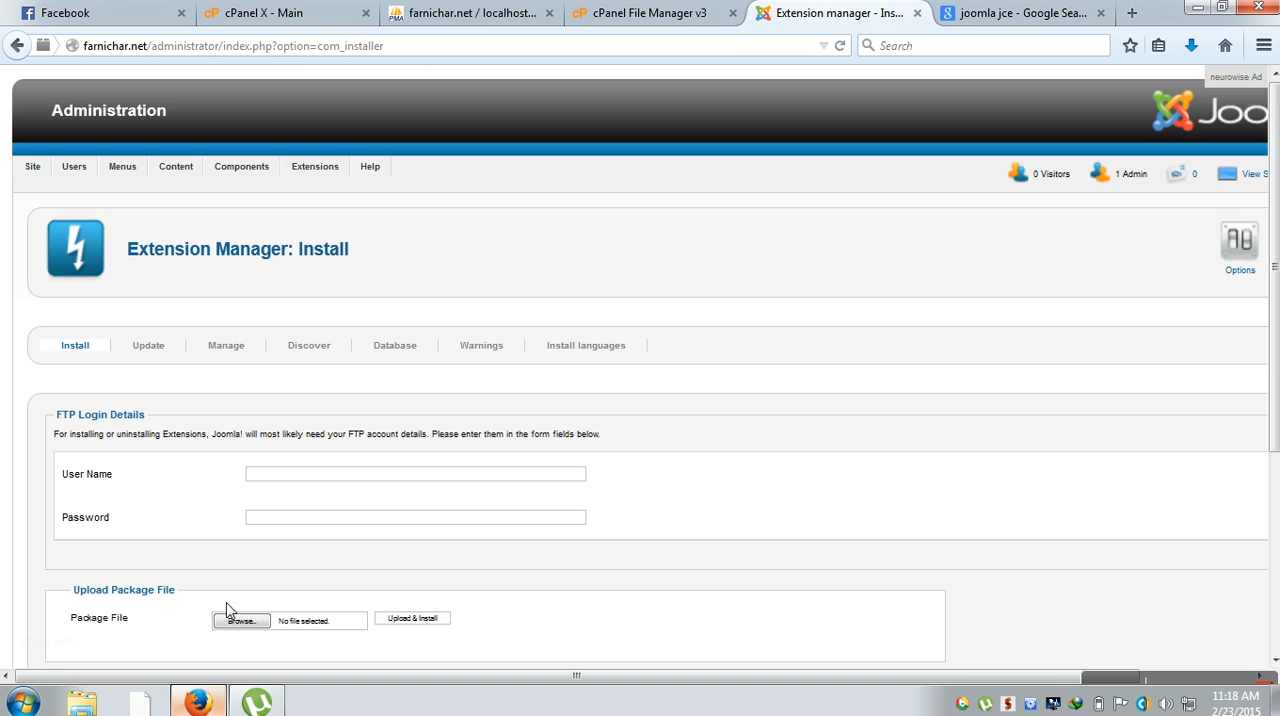 Facebook
cPanel X - Main
farnichar.net / localhost...
cPanel File Manager v3
Extension manager - Ins...
joomla jce - Google Sea...
farnichar.net/administrator/index.php?option=com_installer
Search
neurowise Ad
Administration
Joo
Site Users Menus Content Components Extensions Help
0 Visitors 1 Admin 0 View S
Extension Manager: Install
Options
Install Update Manage Discover Database Warnings Install languages
FTP Login Details
For installing or uninstalling Extensions, Joomla! will most likely need your FTP account details. Please enter them in the form fields below.
User Name
Password
Upload Package File
Package File Browse... No file selected. Upload & Install
11:18 AM
2/23/2015